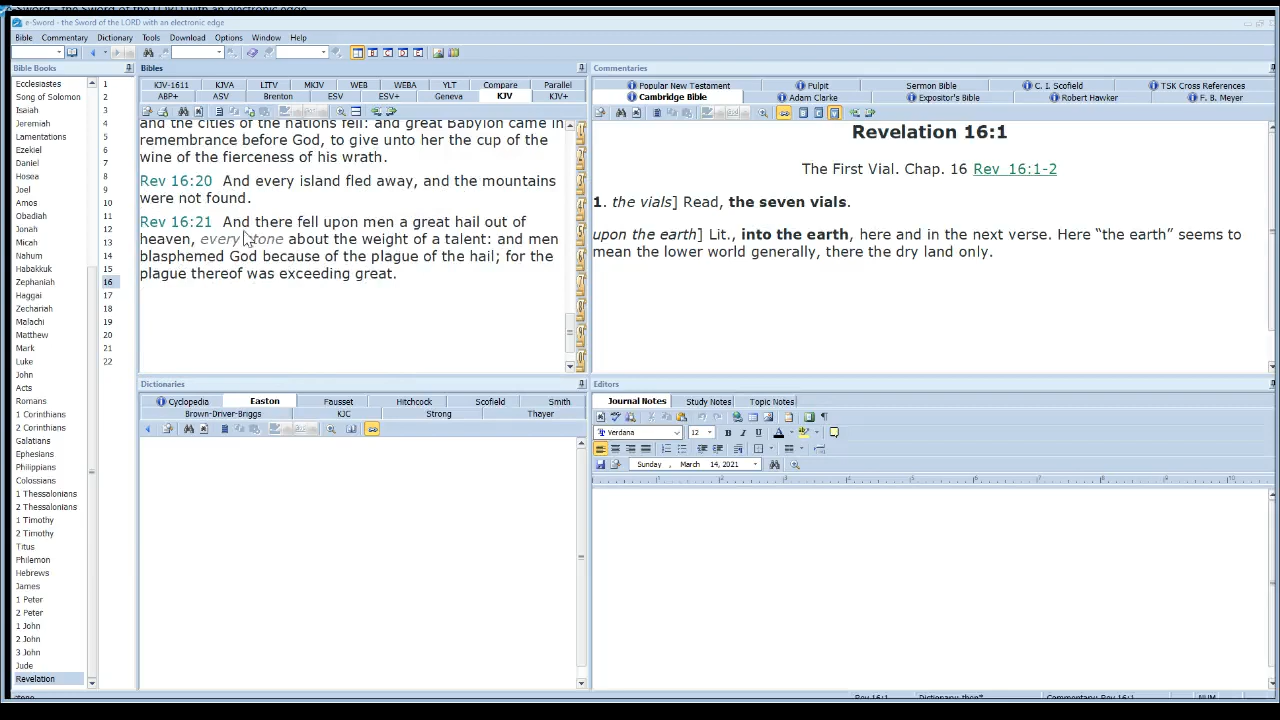 e-Sword - the Sword of the LORD with an electronic edge
Bible Commentary Dictionary Tools Download Options Window Help
Bible Books
Ecclesiastes
Song of Solomon
Isaiah
Jeremiah
Lamentations
Ezekiel
Daniel
Hosea
Joel
Amos
Obadiah
Jonah
Micah
Nahum
Habakkuk
Zephaniah
Haggai
Zechariah
Malachi
Matthew
Mark
Luke
John
Acts
Romans
1 Corinthians
2 Corinthians
Galatians
Ephesians
Philippians
Colossians
1 Thessalonians
2 Thessalonians
1 Timothy
2 Timothy
Titus
Philemon
Hebrews
James
1 Peter
2 Peter
1 John
2 John
3 John
Jude
Revelation
1
2
3
4
5
6
7
8
9
10
11
12
13
14
15
16
17
18
19
20
21
22
Bibles
KJV-1611 KJVA LITV MKJV WEB WEBA YLT Compare Parallel
ABP+ ASV Brenton ESV ESV+ Geneva KJV KJV+
and the cities of the nations fell: and great Babylon came in
remembrance before God, to give unto her the cup of the
wine of the fierceness of his wrath.
Rev 16:20 And every island fled away, and the mountains
were not found.
Rev 16:21 And there fell upon men a great hail out of
heaven, every stone about the weight of a talent: and men
blasphemed God because of the plague of the hail; for the
plague thereof was exceeding great.
Commentaries
Popular New Testament Pulpit Sermon Bible C. I. Scofield TSK Cross References
Cambridge Bible Adam Clarke Expositor's Bible Robert Hawker F. B. Meyer
Revelation 16:1
The First Vial. Chap. 16 Rev_16:1-2
1. the vials] Read, the seven vials.
upon the earth] Lit., into the earth, here and in the next verse. Here “the earth” seems to
mean the lower world generally, there the dry land only.
Dictionaries
Cyclopedia Easton Fausset Hitchcock Scofield Smith
Brown-Driver-Briggs KJC Strong Thayer
Editors
Journal Notes Study Notes Topic Notes
Verdana 12 B I U A
Sunday , March 14, 2021
Rev 16:1 Commentary: Rev 16:1 NUM